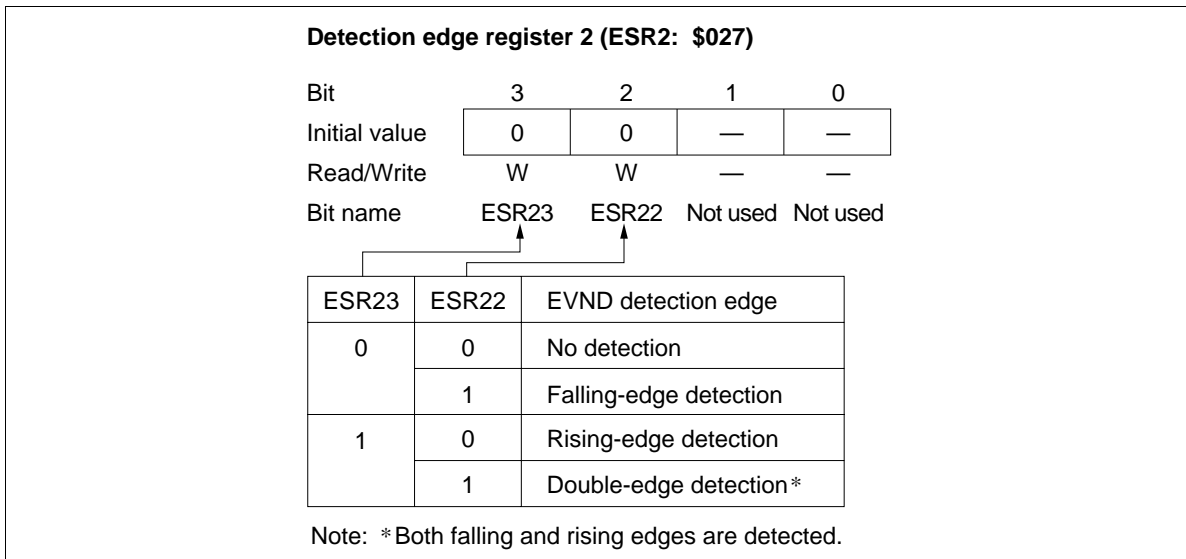 Detection edge register 2 (ESR2: $027)
Bit 3 2 1 0
Initial value 0 0 — —
Read/Write W W — —
Bit name ESR23 ESR22 Not used Not used
ESR23 ESR22 EVND detection edge
0 0 No detection
1 Falling-edge detection
1 0 Rising-edge detection
1 Double-edge detection*
Note: *Both falling and rising edges are detected.